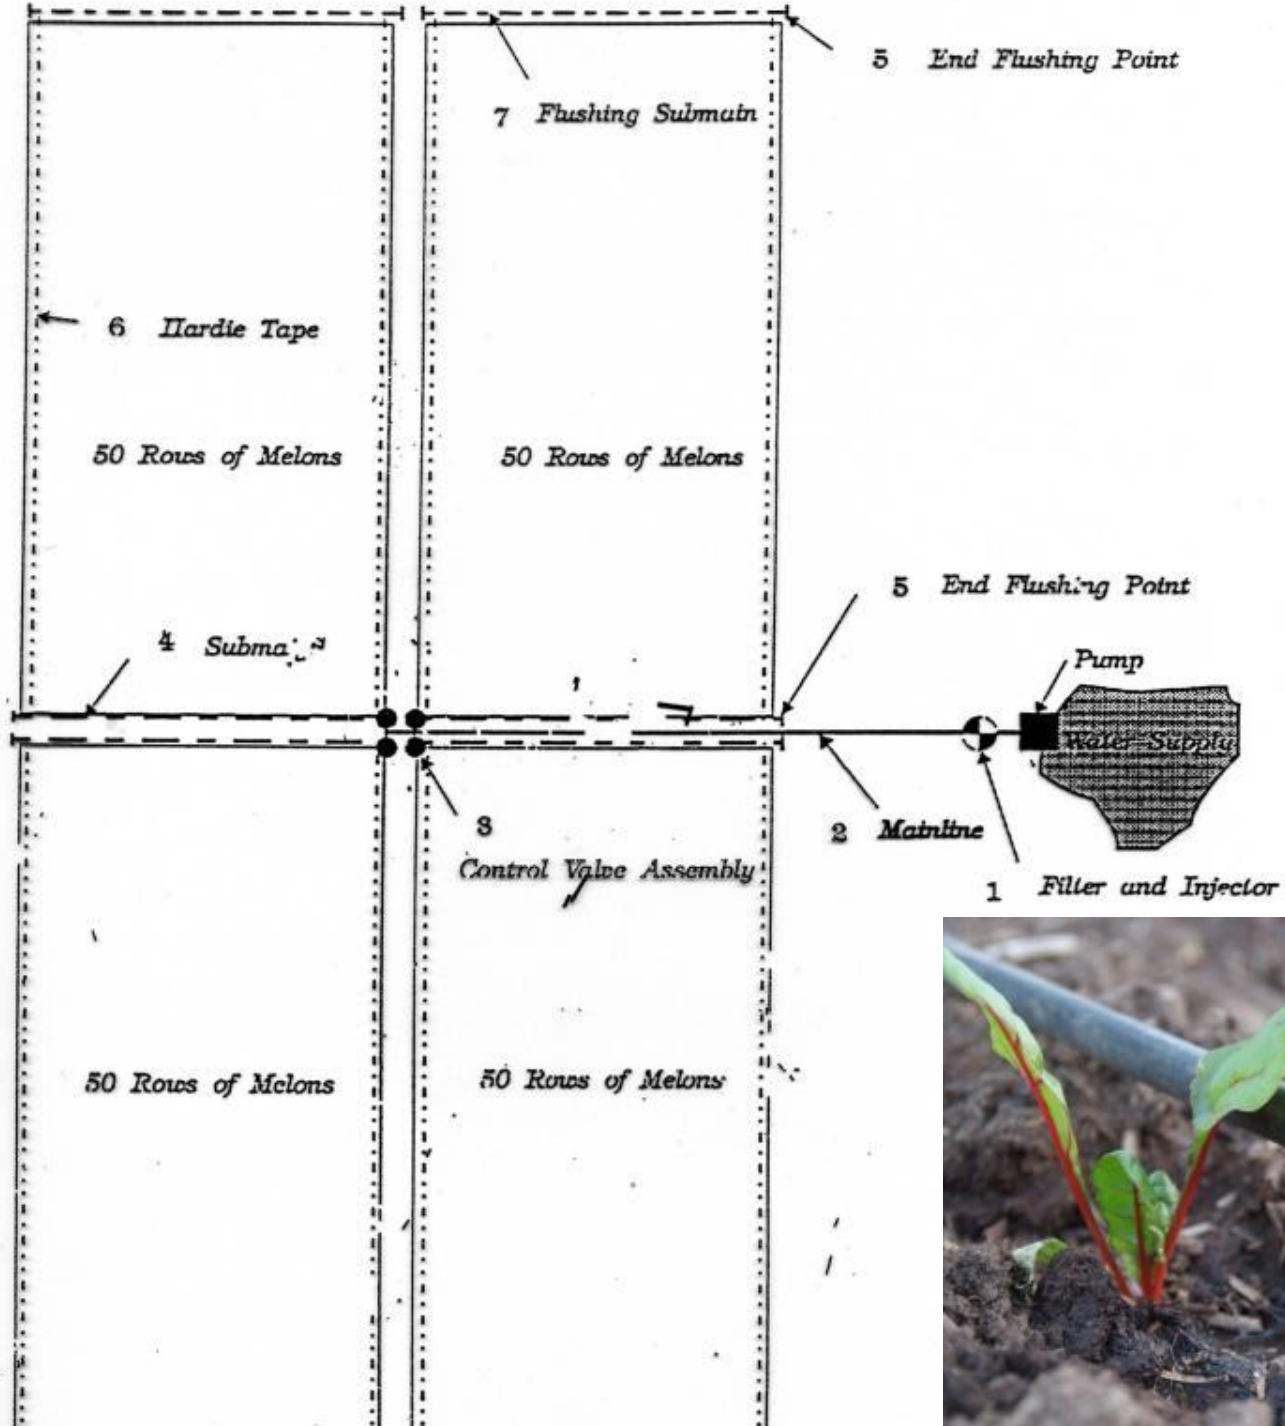 5 End Flushing Point
7 Flushing Submain
6 Hardie Tape
50 Rows of Melons
50 Rows of Melons
5 End Flushing Point
4 Submain
Pump
Water Supply
3
2 Mainline
Control Valve Assembly
1 Filter and Injector
50 Rows of Melons
50 Rows of Melons